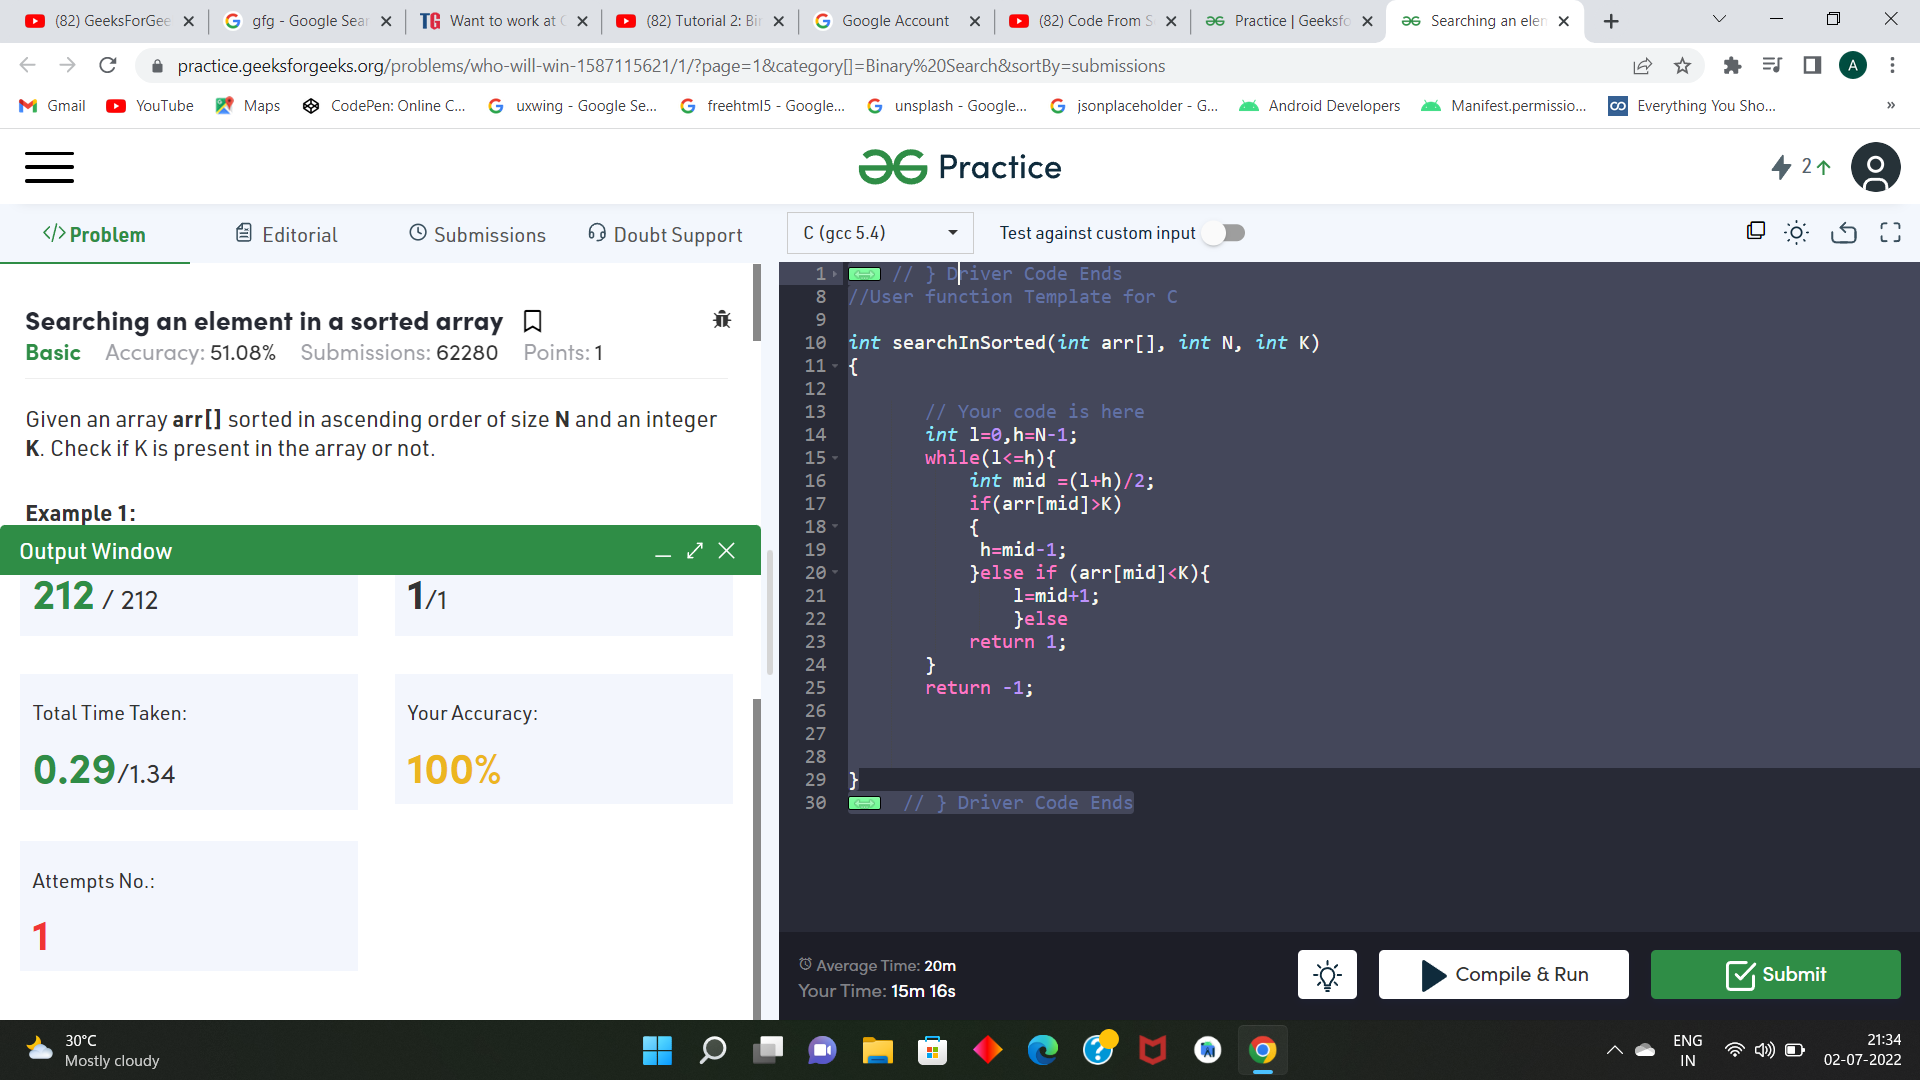 (82) GeeksForGee
gfg - Google Sear
TG Want to work at
(82) Tutorial 2: Bin
Google Account
(82) Code From S
Practice | Geeksfo
Searching an elem
practice.geeksforgeeks.org/problems/who-will-win-1587115621/1/?page=1&category[]=Binary%20Search&sortBy=submissions
A
Gmail
YouTube
Maps
CodePen: Online C...
uxwing - Google Se...
freehtml5 - Google...
unsplash - Google...
jsonplaceholder - G...
Android Developers
Manifest.permissio...
Everything You Sho...
»
Practice
2
</> Problem
Editorial
Submissions
Doubt Support
C (gcc 5.4)
Test against custom input
Searching an element in a sorted array
Basic Accuracy: 51.08% Submissions: 62280 Points: 1
Given an array arr[] sorted in ascending order of size N and an integer
K. Check if K is present in the array or not.
Example 1:
Output Window
212 / 212
1/1
Total Time Taken:
0.29/1.34
Your Accuracy:
100%
Attempts No.:
1
1 // } Driver Code Ends
8 //User function Template for C
9
10 int searchInSorted(int arr[], int N, int K)
11 {
12
13 // Your code is here
14 int l=0,h=N-1;
15 while(l<=h){
16 int mid =(l+h)/2;
17 if(arr[mid]>K)
18 {
19 h=mid-1;
20 }else if (arr[mid]<K){
21 l=mid+1;
22 }else
23 return 1;
24 }
25 return -1;
26
27
28
29 }
30 // } Driver Code Ends
Average Time: 20m
Your Time: 15m 16s
Compile & Run
Submit
30°C
Mostly cloudy
ENG
IN
21:34
02-07-2022